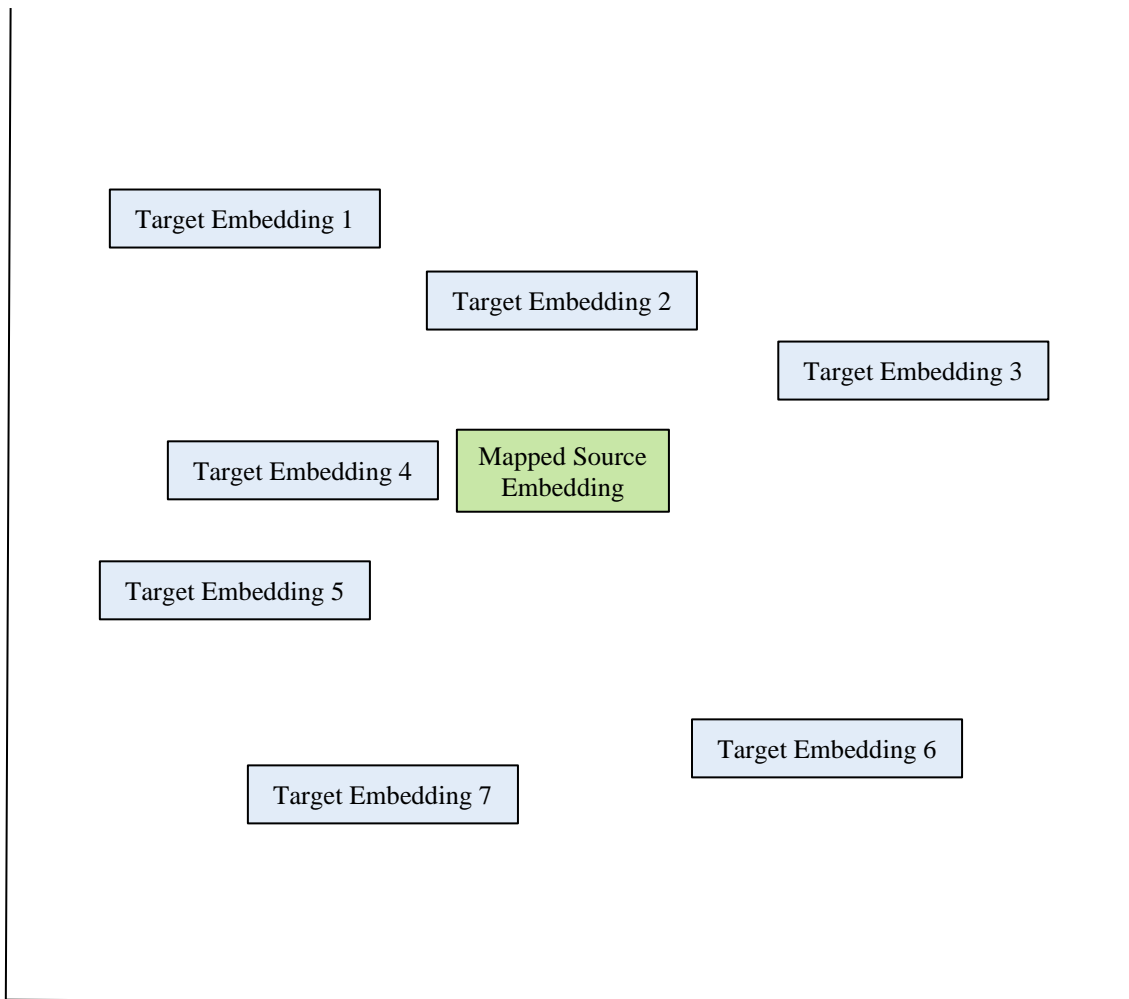 Target Embedding 1
Target Embedding 2
Target Embedding 3
Target Embedding 4
Mapped Source
Embedding
Target Embedding 5
Target Embedding 6
Target Embedding 7